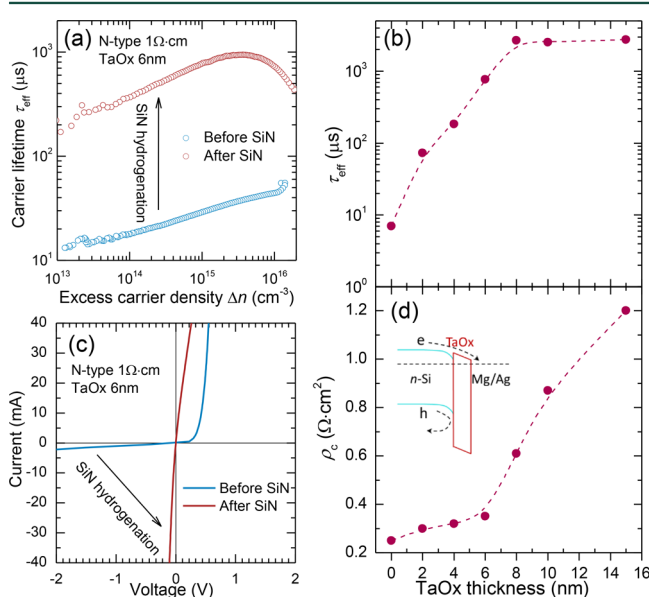 (a)
N-type 1Ω·cm
TaOx 6nm
SiN hydrogenation
Before SiN
After SiN
Carrier lifetime τeff (μs)
10³
10²
10¹
10¹³ 10¹⁴ 10¹⁵ 10¹⁶
Excess carrier density Δn (cm⁻³)
(b)
τeff (μs)
10³
10²
10¹
10⁰
(c)
N-type 1Ω·cm
TaOx 6nm
SiN hydrogenation
Before SiN
After SiN
Current (mA)
40
30
20
10
0
-10
-20
-30
-40
-2 -1 0 1 2
Voltage (V)
(d)
e
TaOx
n-Si
Mg/Ag
h
ρc (Ω·cm²)
1.2
1.0
0.8
0.6
0.4
0.2
0 2 4 6 8 10 12 14 16
TaOx thickness (nm)